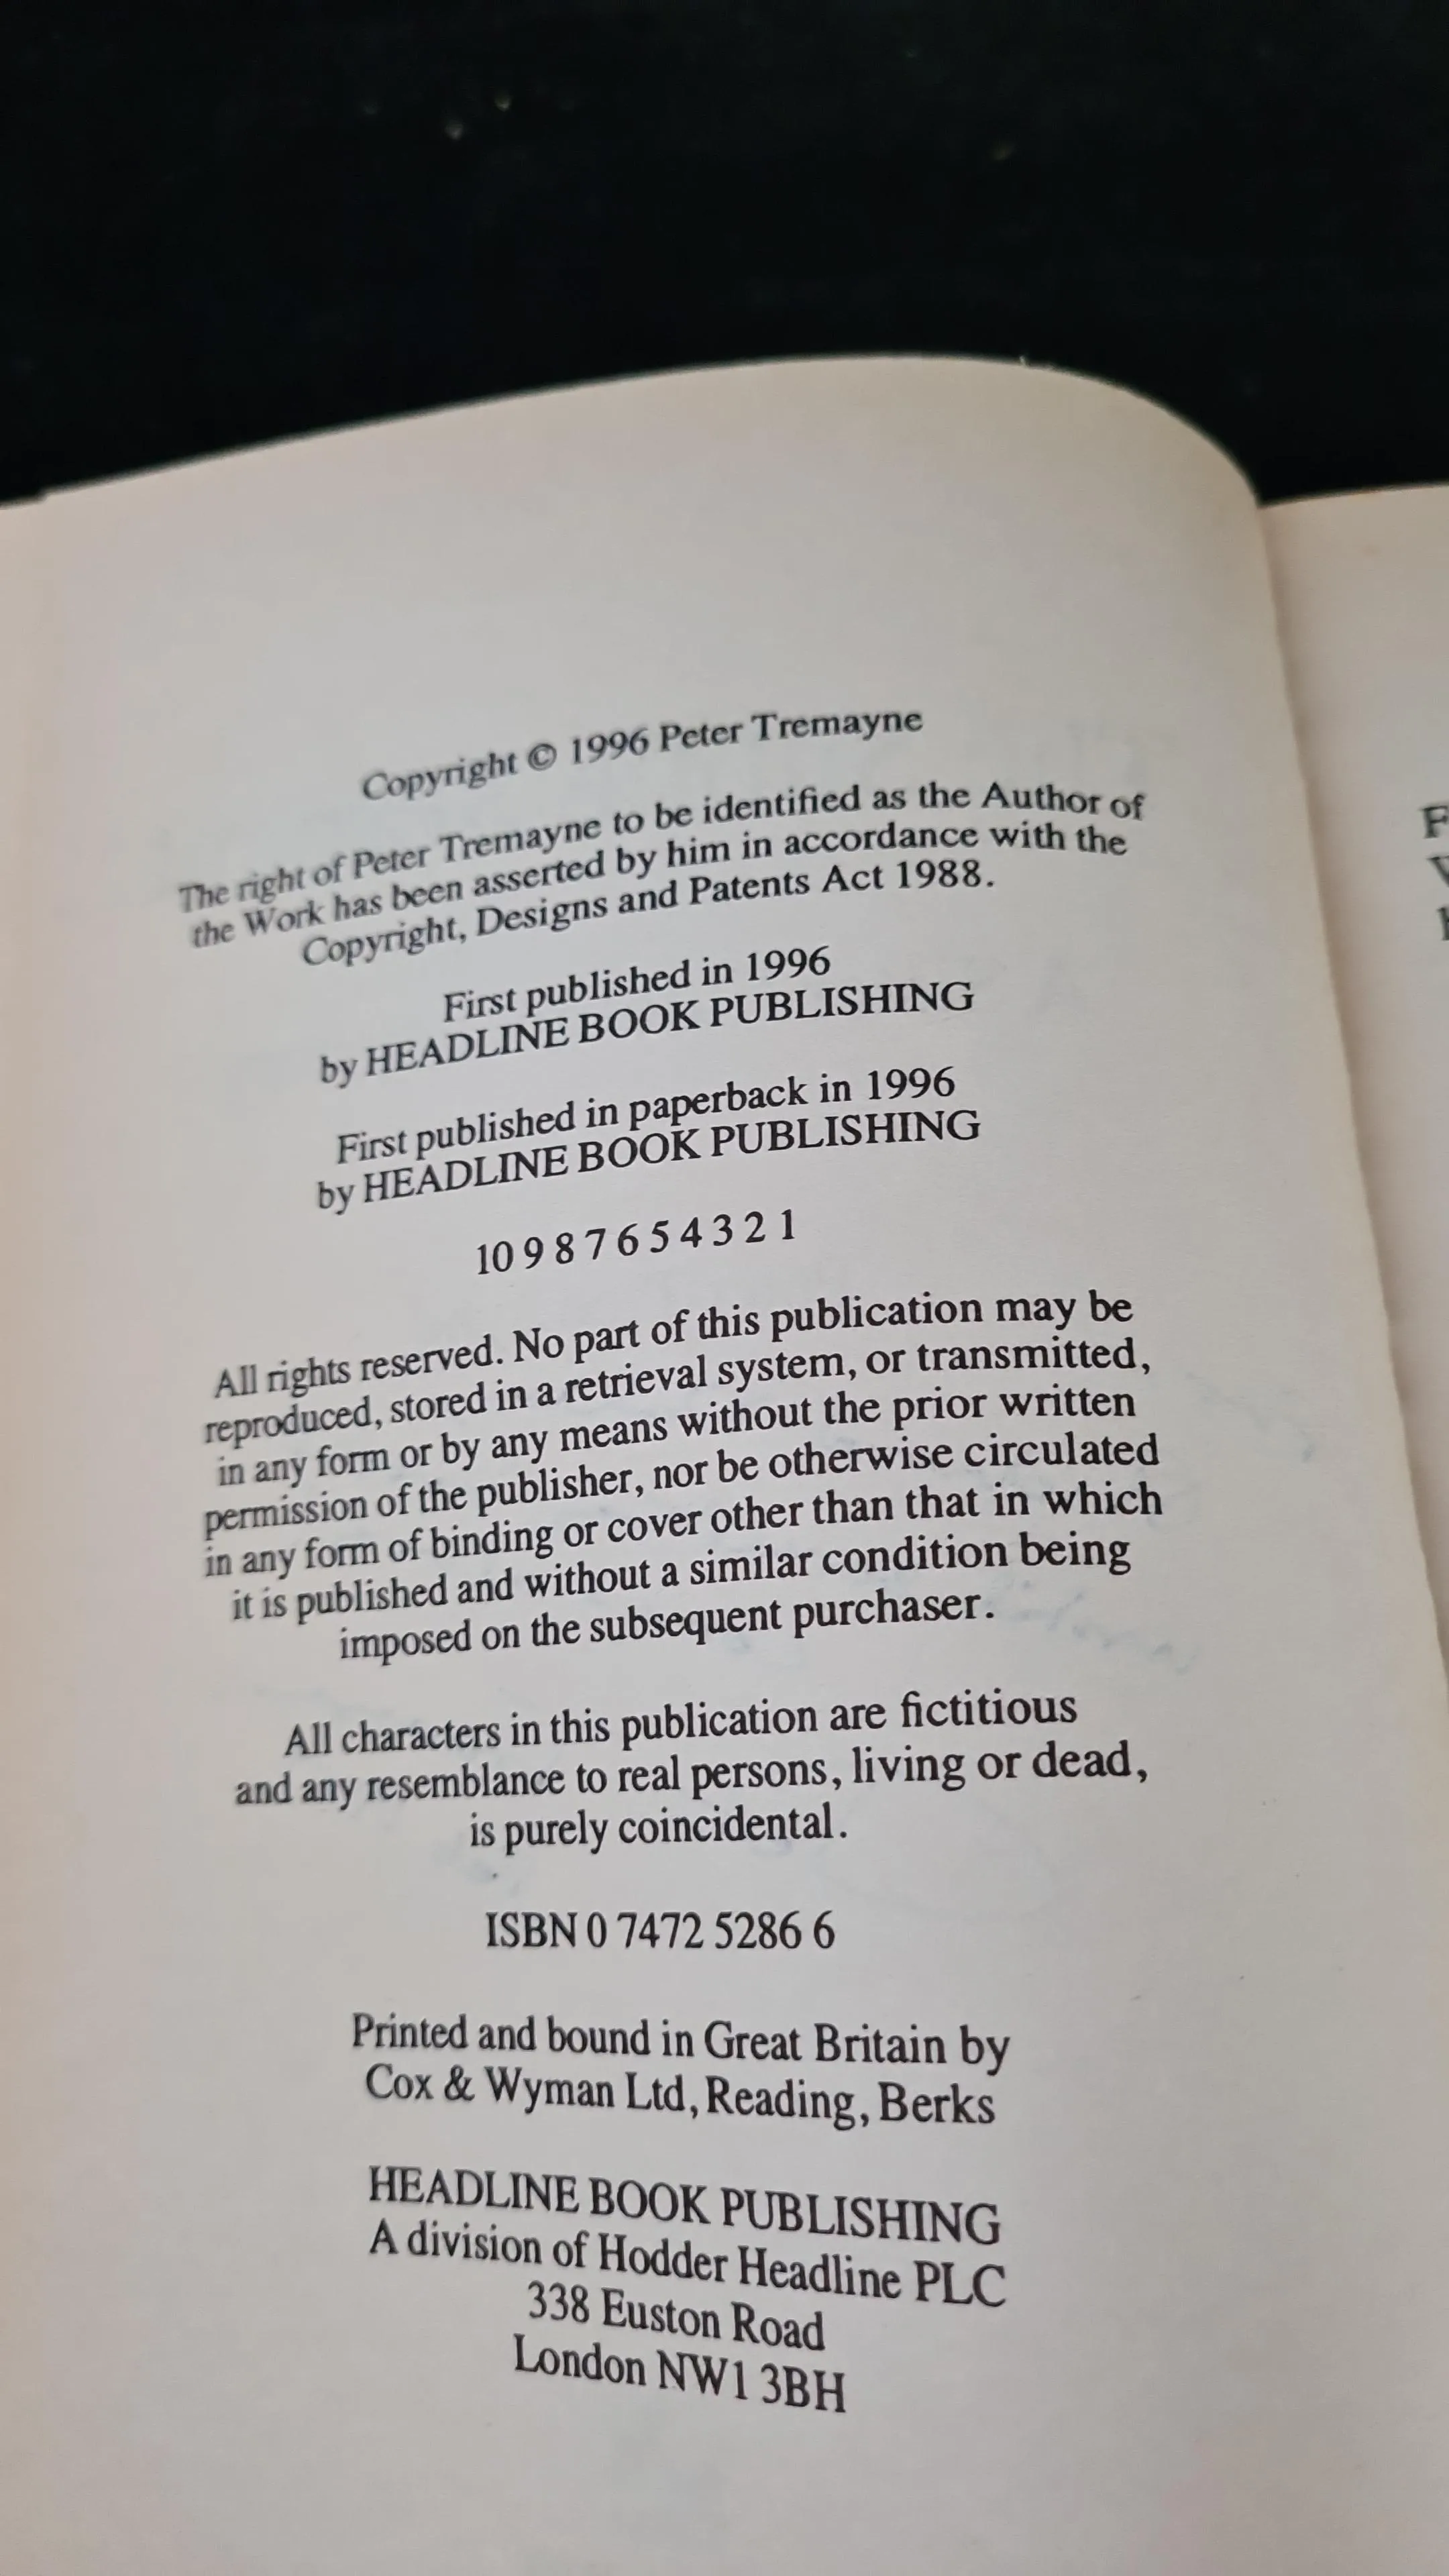 Copyright © 1996 Peter Tremayne
The right of Peter Tremayne to be identified as the Author of
the Work has been asserted by him in accordance with the
Copyright, Designs and Patents Act 1988.
First published in 1996
by HEADLINE BOOK PUBLISHING
First published in paperback in 1996
by HEADLINE BOOK PUBLISHING
10 9 8 7 6 5 4 3 2 1
All rights reserved. No part of this publication may be
reproduced, stored in a retrieval system, or transmitted,
in any form or by any means without the prior written
permission of the publisher, nor be otherwise circulated
in any form of binding or cover other than that in which
it is published and without a similar condition being
imposed on the subsequent purchaser.
All characters in this publication are fictitious
and any resemblance to real persons, living or dead,
is purely coincidental.
ISBN 0 7472 5286 6
Printed and bound in Great Britain by
Cox & Wyman Ltd, Reading, Berks
HEADLINE BOOK PUBLISHING
A division of Hodder Headline PLC
338 Euston Road
London NW1 3BH